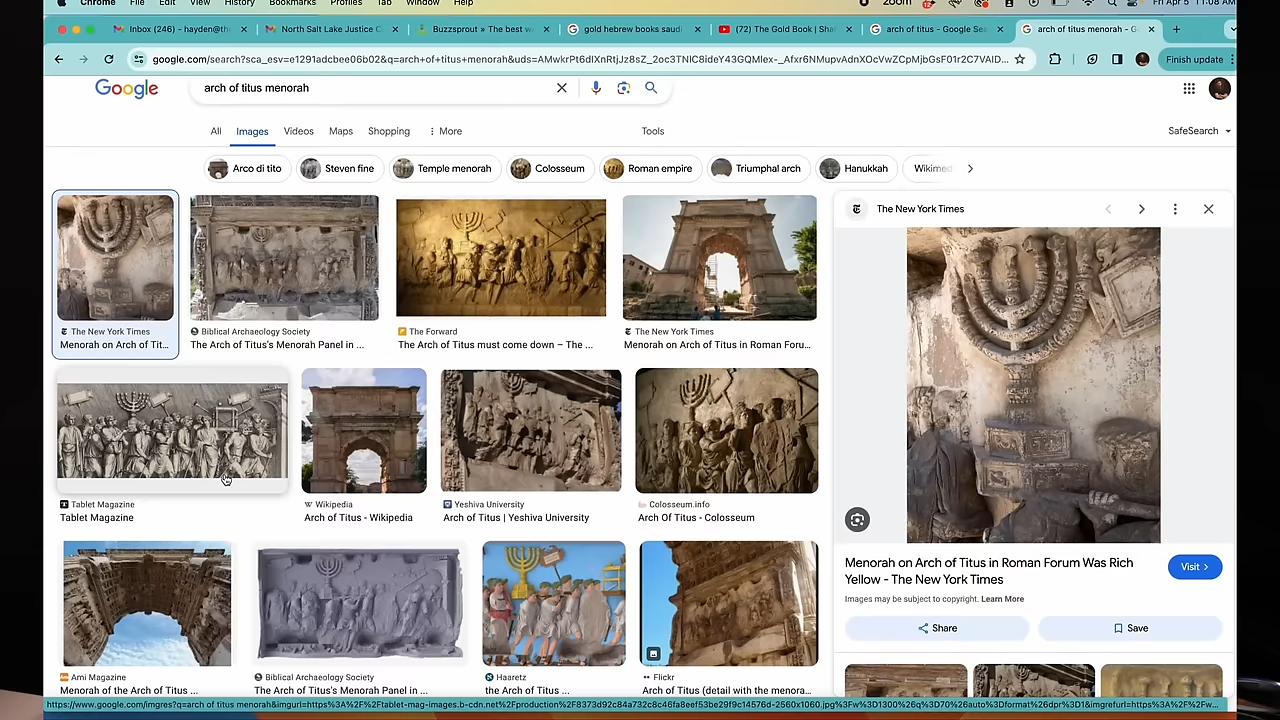 Chrome File Edit View History Bookmarks Profiles Tab Window Help
zoom
Fri Apr 5 11:08 AM
Inbox (246) - hayden@th
North Salt Lake Justice C
Buzzsprout » The best w
gold hebrew books saudi
(72) The Gold Book | Sha
arch of titus - Google Sea
arch of titus menorah - G
google.com/search?sca_esv=e1291adcbee06b02&q=arch+of+titus+menorah&uds=
Finish update
Google
arch of titus menorah
All Images Videos Maps Shopping More Tools SafeSearch
Arco di tito Steven fine Temple menorah Colosseum Roman empire Triumphal arch Hanukkah Wikimed
The New York Times
Menorah on Arch of Tit...
Biblical Archaeology Society
The Arch of Titus's Menorah Panel in ...
The Forward
The Arch of Titus must come down – The ...
The New York Times
Menorah on Arch of Titus in Roman Foru...
Tablet Magazine
Tablet Magazine
Wikipedia
Arch of Titus - Wikipedia
Yeshiva University
Arch of Titus | Yeshiva University
Colosseum.info
Arch Of Titus - Colosseum
Ami Magazine
Menorah of the Arch of Titus ...
Biblical Archaeology Society
The Arch of Titus's Menorah Panel in ...
Haaretz
the Arch of Titus ...
Flickr
Arch of Titus (detail with the menora...
The New York Times
Menorah on Arch of Titus in Roman Forum Was Rich
Yellow - The New York Times
Images may be subject to copyright. Learn More
Visit
Share
Save